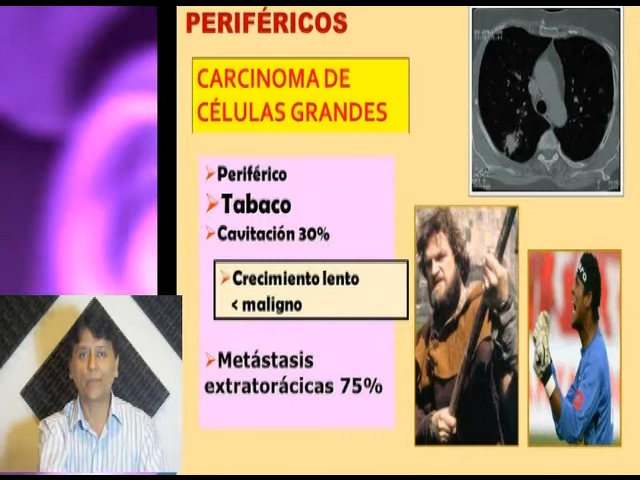 PERIFÉRICOS
CARCINOMA DE
CÉLULAS GRANDES
Periférico
Tabaco
Cavitación 30%
Crecimiento lento
< maligno
Metástasis
extratorácicas 75%